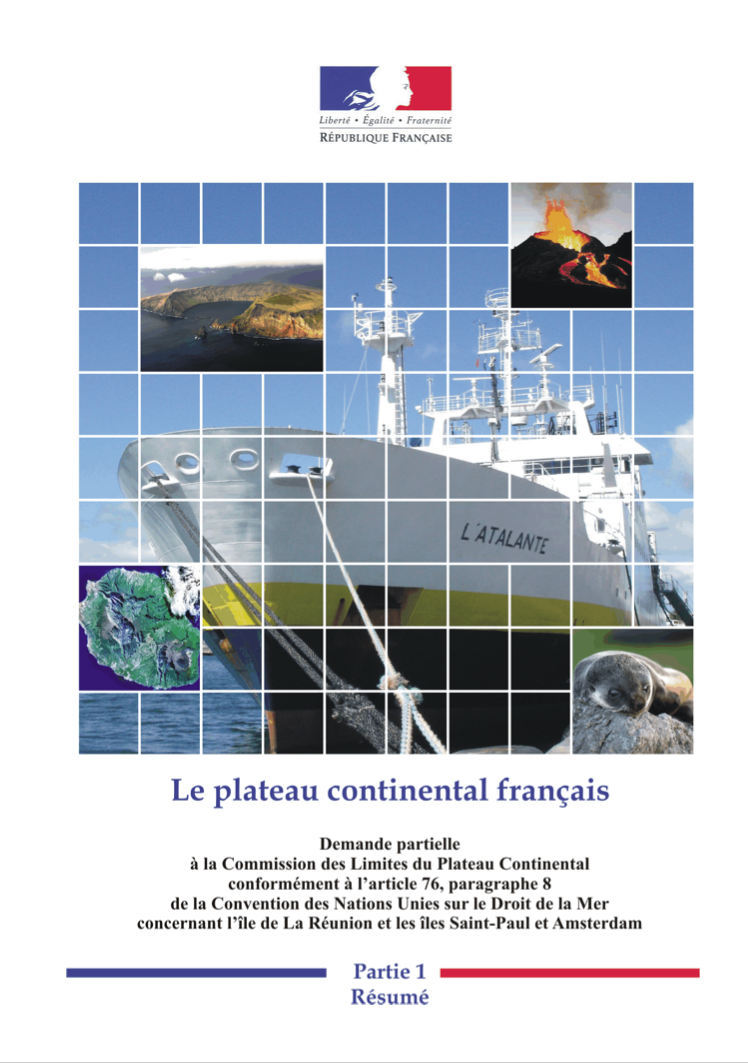 Liberté • Égalité • Fraternité
RÉPUBLIQUE FRANÇAISE
L'ATALANTE
Le plateau continental français
Demande partielle
à la Commission des Limites du Plateau Continental
conformément à l'article 76, paragraphe 8
de la Convention des Nations Unies sur le Droit de la Mer
concernant l'île de La Réunion et les îles Saint-Paul et Amsterdam
Partie 1
Résumé